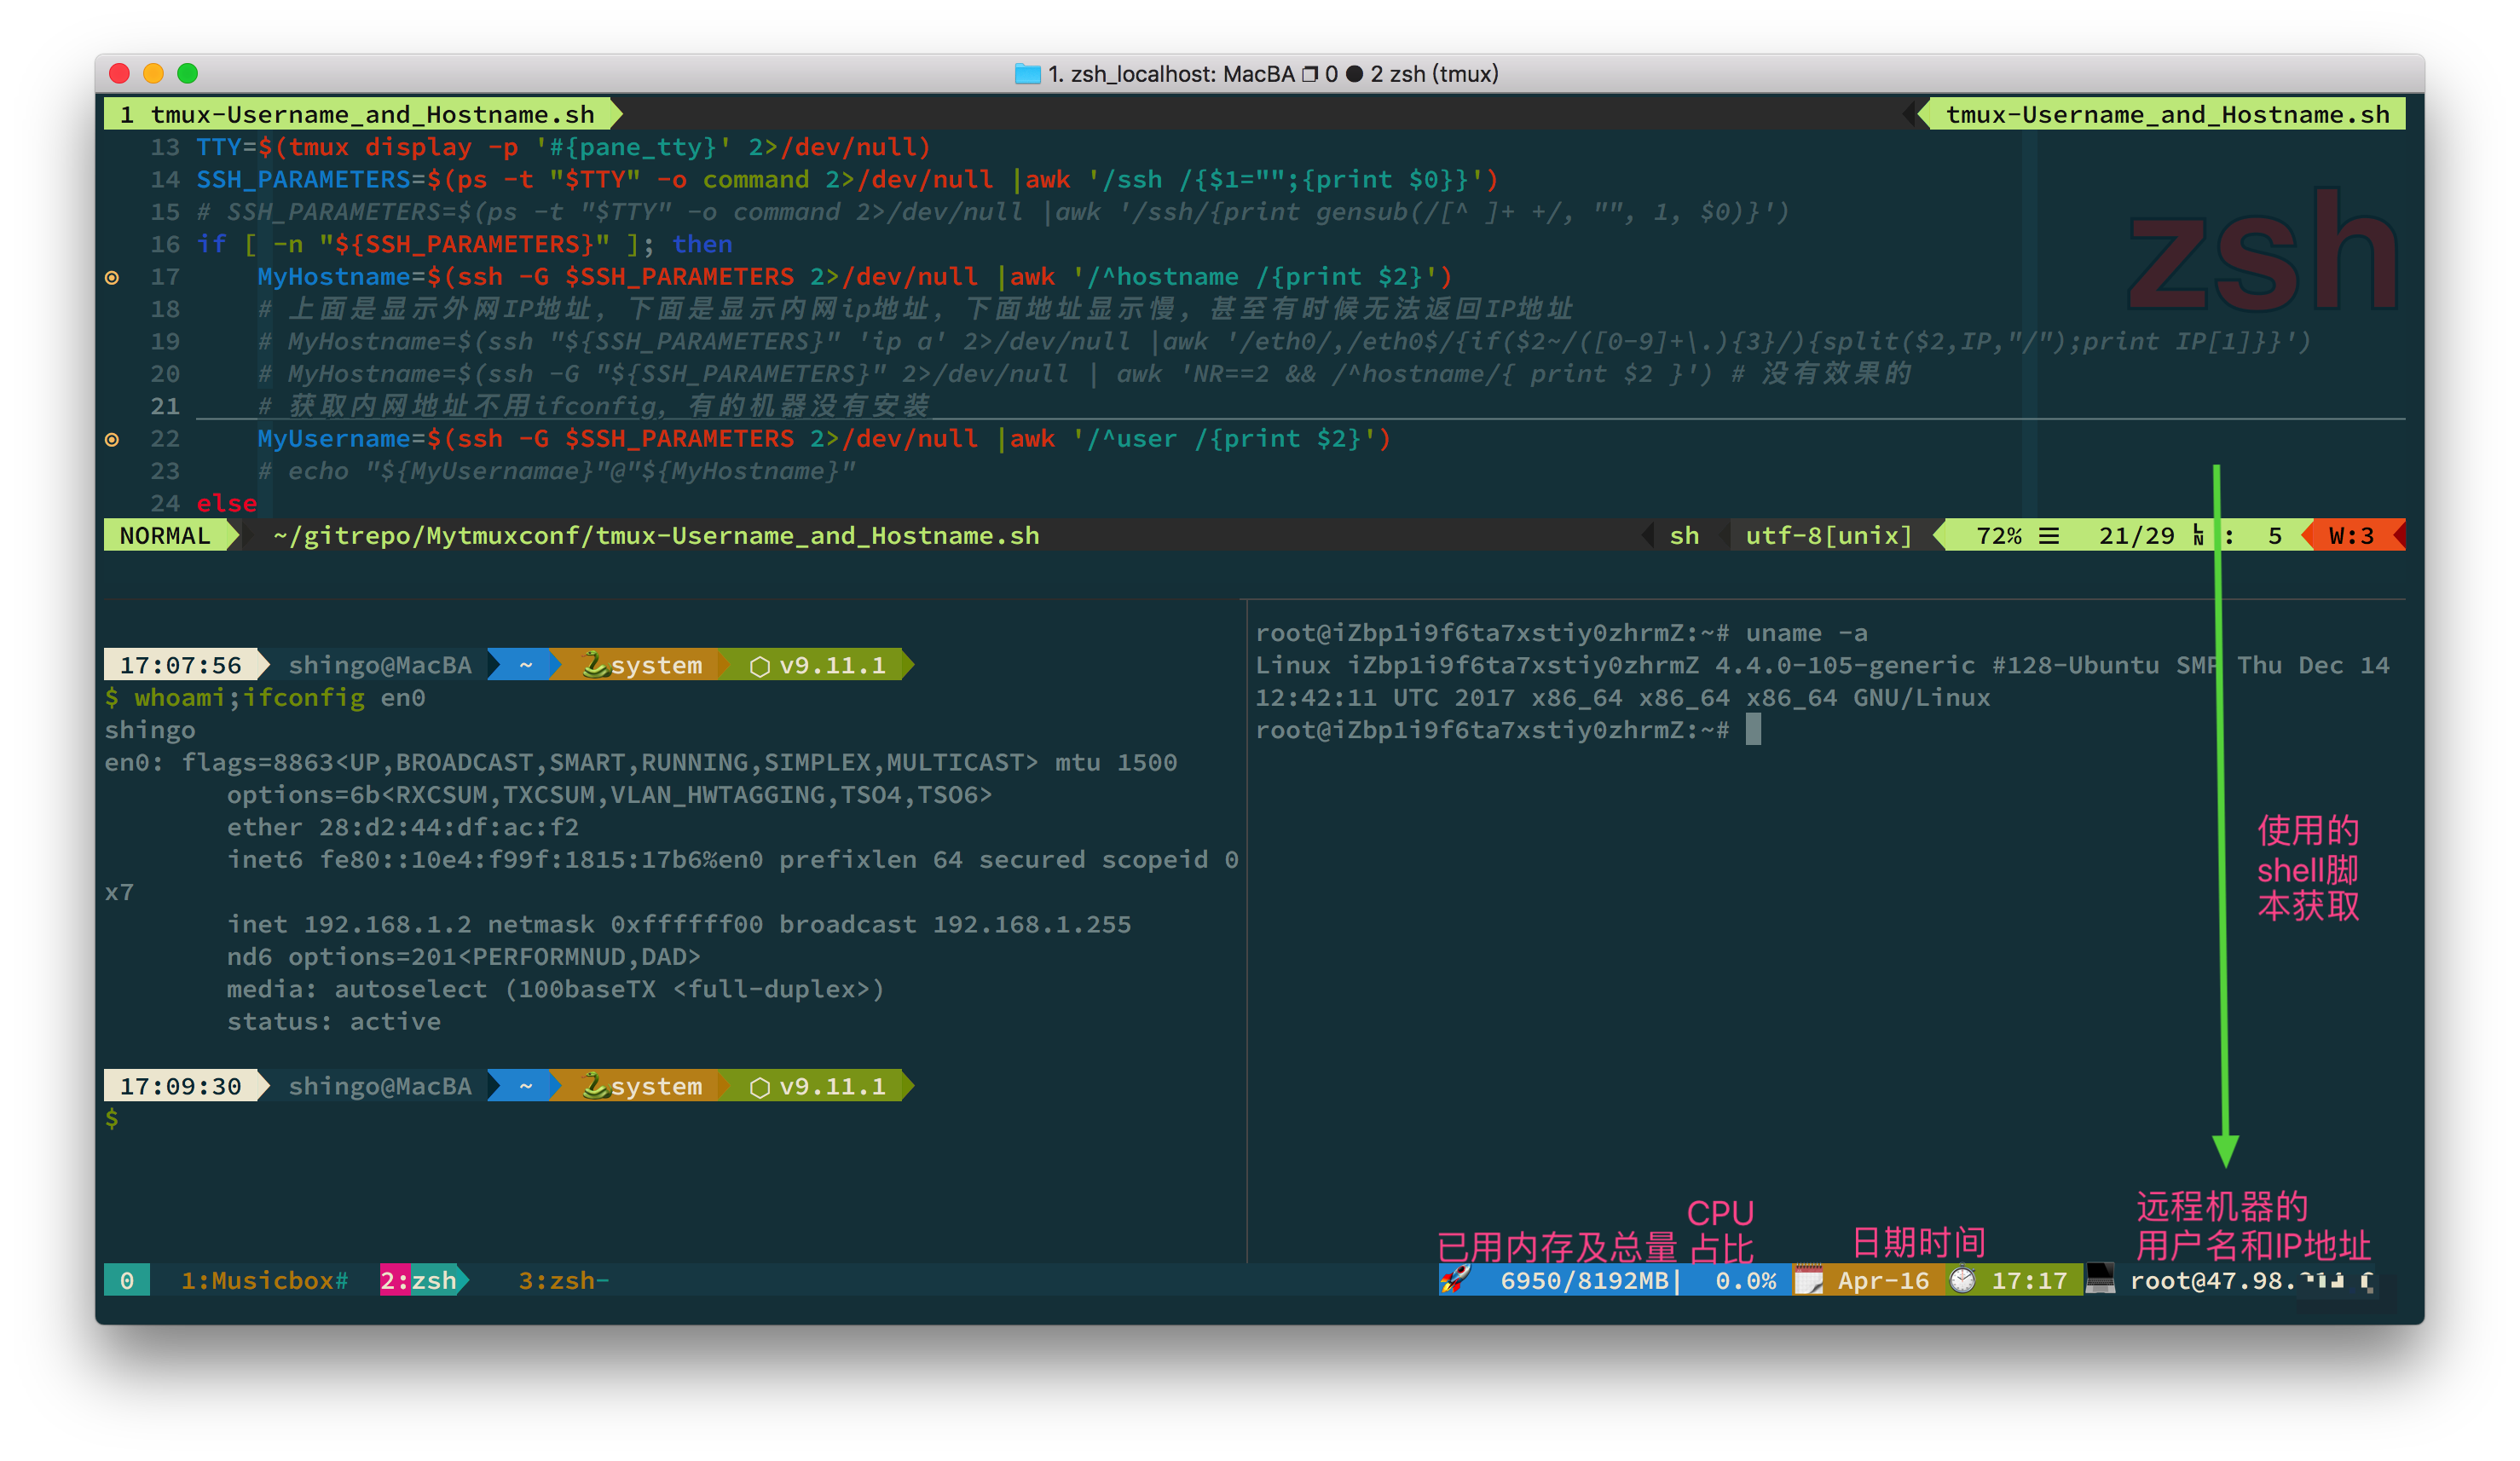 1. zsh_localhost: MacBA 0 ● 2 zsh (tmux)
1 tmux-Username_and_Hostname.sh
tmux-Username_and_Hostname.sh
13 TTY=$(tmux display -p '#{pane_tty}' 2>/dev/null)
14 SSH_PARAMETERS=$(ps -t "$TTY" -o command 2>/dev/null |awk '/ssh /{$1="";{print $0}}')
15 # SSH_PARAMETERS=$(ps -t "$TTY" -o command 2>/dev/null |awk '/ssh/{print gensub(/[^ ]+ +/, "", 1, $0)}')
16 if [ -n "${SSH_PARAMETERS}" ]; then
17 MyHostname=$(ssh -G $SSH_PARAMETERS 2>/dev/null |awk '/^hostname /{print $2}')
18 # 上面是显示外网IP地址, 下面是显示内网ip地址, 下面地址显示慢, 甚至有时候无法返回IP地址
19 # MyHostname=$(ssh "${SSH_PARAMETERS}" 'ip a' 2>/dev/null |awk '/eth0/,/eth0$/{if($2~/([0-9]+\.){3}/){split($2,IP,"/");print IP[1]}}')
20 # MyHostname=$(ssh -G "${SSH_PARAMETERS}" 2>/dev/null | awk 'NR==2 && /^hostname/{ print $2 }') # 没有效果的
21 # 获取内网地址不用ifconfig, 有的机器没有安装
22 MyUsername=$(ssh -G $SSH_PARAMETERS 2>/dev/null |awk '/^user /{print $2}')
23 # echo "${MyUsernamae}"@"${MyHostname}"
24 else
zsh
NORMAL ~/gitrepo/Mytmuxconf/tmux-Username_and_Hostname.sh sh utf-8[unix] 72% ☰ 21/29 ␤ : 5 W:3
17:07:56 shingo@MacBA ~ 🐍system ⬡ v9.11.1
$ whoami;ifconfig en0
shingo
en0: flags=8863<UP,BROADCAST,SMART,RUNNING,SIMPLEX,MULTICAST> mtu 1500
options=6b<RXCSUM,TXCSUM,VLAN_HWTAGGING,TSO4,TSO6>
ether 28:d2:44:df:ac:f2
inet6 fe80::10e4:f99f:1815:17b6%en0 prefixlen 64 secured scopeid 0
x7
inet 192.168.1.2 netmask 0xffffff00 broadcast 192.168.1.255
nd6 options=201<PERFORMNUD,DAD>
media: autoselect (100baseTX <full-duplex>)
status: active
17:09:30 shingo@MacBA ~ 🐍system ⬡ v9.11.1
$
root@iZbp1i9f6ta7xstiy0zhrmZ:~# uname -a
Linux iZbp1i9f6ta7xstiy0zhrmZ 4.4.0-105-generic #128-Ubuntu SMP Thu Dec 14
12:42:11 UTC 2017 x86_64 x86_64 x86_64 GNU/Linux
root@iZbp1i9f6ta7xstiy0zhrmZ:~#
使用的
shell脚
本获取
已用内存及总量
CPU
占比
日期时间
远程机器的
用户名和IP地址
0 1:Musicbox# 2:zsh 3:zsh-
6950/8192MB| 0.0% Apr-16 17:17 root@47.98.